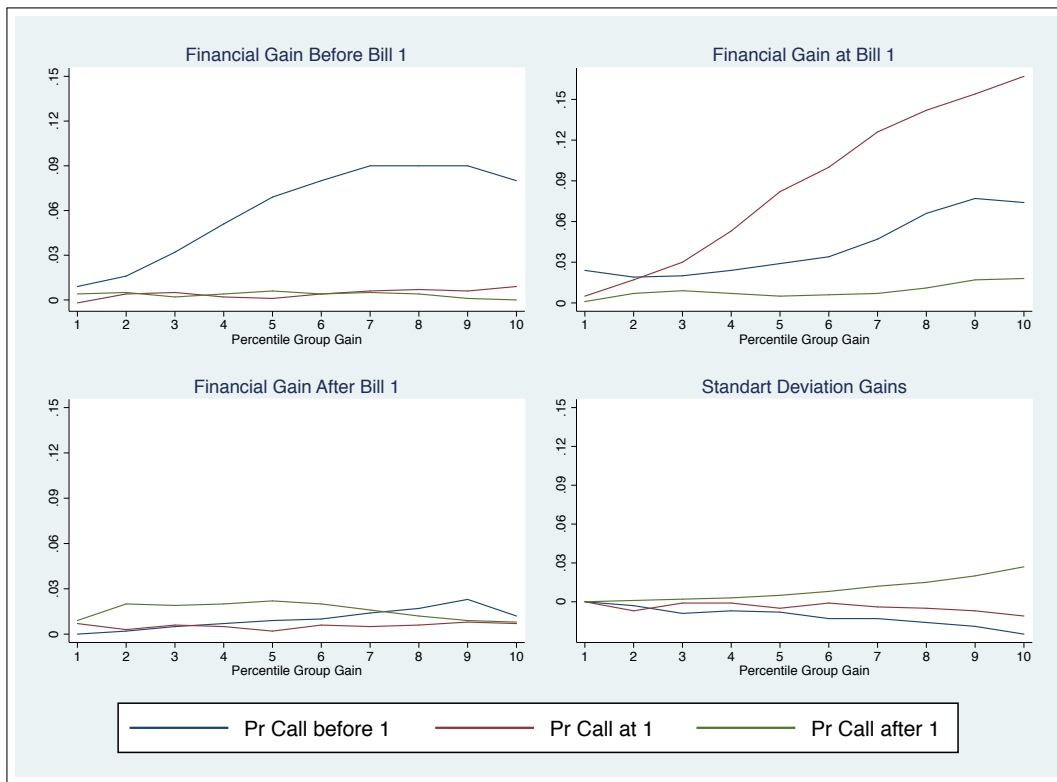 Financial Gain Before Bill 1
.15
.12
.09
.06
.03
0
1 2 3 4 5 6 7 8 9 10
Percentile Group Gain
Financial Gain at Bill 1
.15
.12
.09
.06
.03
0
1 2 3 4 5 6 7 8 9 10
Percentile Group Gain
Financial Gain After Bill 1
.15
.12
.09
.06
.03
0
1 2 3 4 5 6 7 8 9 10
Percentile Group Gain
Standart Deviation Gains
.15
.12
.09
.06
.03
0
1 2 3 4 5 6 7 8 9 10
Percentile Group Gain
Pr Call before 1 Pr Call at 1 Pr Call after 1